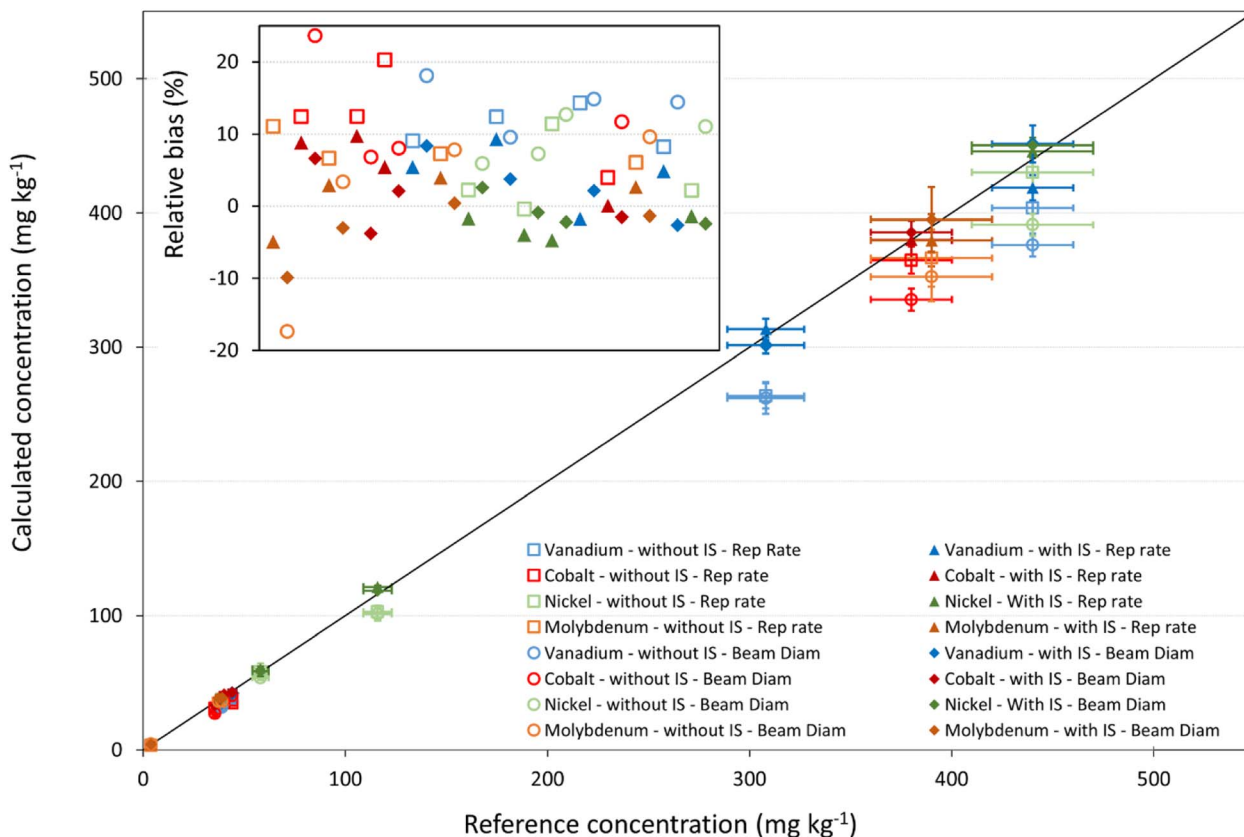 Calculated concentration (mg kg⁻¹)
500
400
300
200
100
0
Relative bias (%)
20
10
0
-10
-20
Vanadium - without IS - Rep Rate
Cobalt - without IS - Rep rate
Nickel - without IS - Rep rate
Molybdenum - without IS - Rep rate
Vanadium - without IS - Beam Diam
Cobalt - without IS - Beam Diam
Nickel - without IS - Beam Diam
Molybdenum - without IS - Beam Diam
Vanadium - with IS - Rep rate
Cobalt - with IS - Rep rate
Nickel - With IS - Rep rate
Molybdenum - with IS - Rep rate
Vanadium - with IS - Beam Diam
Cobalt - with IS - Beam Diam
Nickel - With IS - Beam Diam
Molybdenum - with IS - Beam Diam
0 100 200 300 400 500
Reference concentration (mg kg⁻¹)